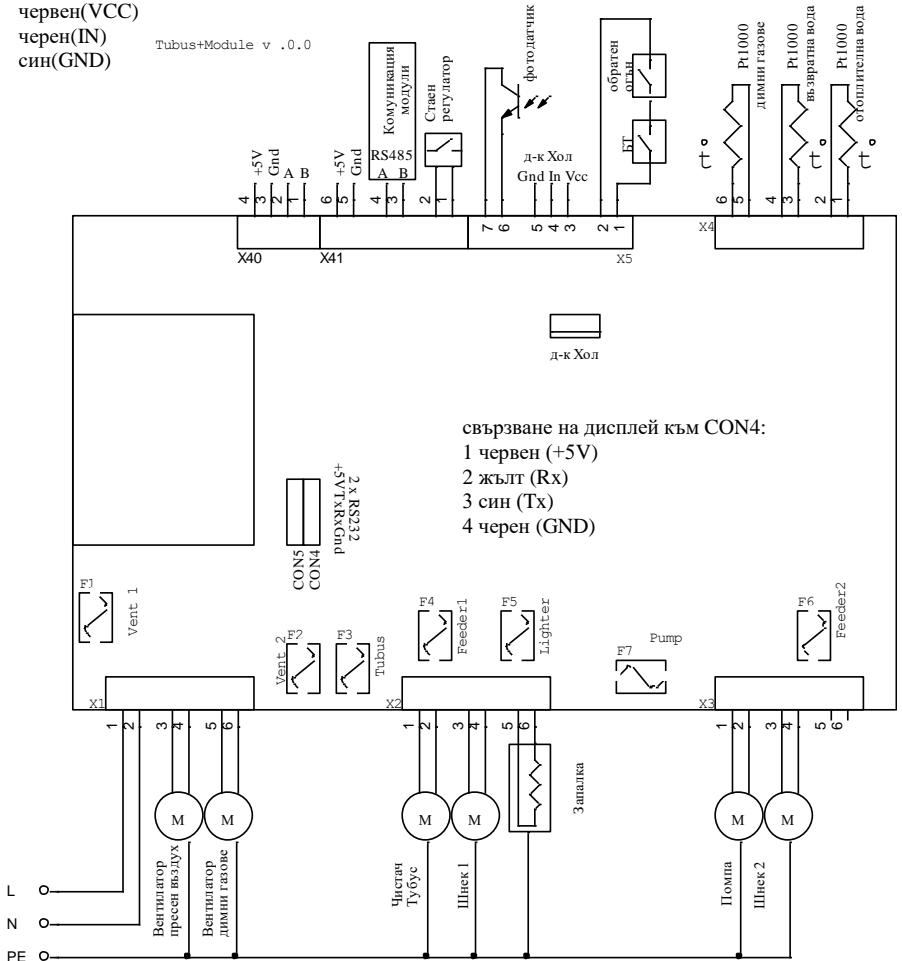 червен(VCC)
черен(IN)
син(GND)
Tubus+Module v .0.0
Комуникация
модули
RS485
A B
Стаен
регулатор
фотодатчик
обратен
огън
БТ
Pt1000
димни газове
Pt1000
възвратна вода
Pt1000
отоплителна вода
t° t° t°
+5V
Gnd
A B
+5V
Gnd
д-к Хол
Gnd In Vcc
4 3 2 1
6 5 4 3 2 1
7 6 5 4 3 2 1
6 5 4 3 2 1
X40
X41
X5
X4
д-к Хол
свързване на дисплей към CON4:
1 червен (+5V)
2 жълт (Rx)
3 син (Tx)
4 черен (GND)
2 x RS232
+5VTxRxGnd
CON5
CON4
F1
Vent 1
Vent 2
F2
F3
Tubus
F4
Feeder1
F5
Lighter
F7
Pump
F6
Feeder2
X1
X2
X3
1 2 3 4 5 6
1 2 3 4 5 6
1 2 3 4 5 6
M M M M M M
Вентилатор
пресен въздух
Вентилатор
димни газове
Чистач
Тубус
Шнек 1
Запалка
Помпа
Шнек 2
L
N
PE